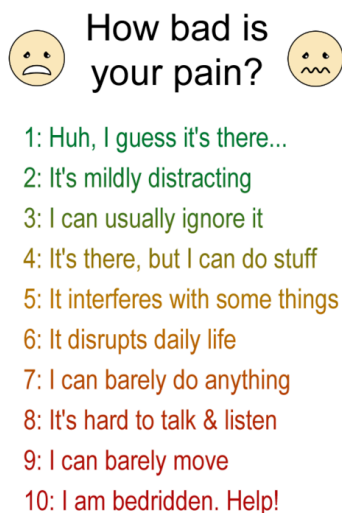 How bad is
your pain?
1: Huh, I guess it's there...
2: It's mildly distracting
3: I can usually ignore it
4: It's there, but I can do stuff
5: It interferes with some things
6: It disrupts daily life
7: I can barely do anything
8: It's hard to talk & listen
9: I can barely move
10: I am bedridden. Help!